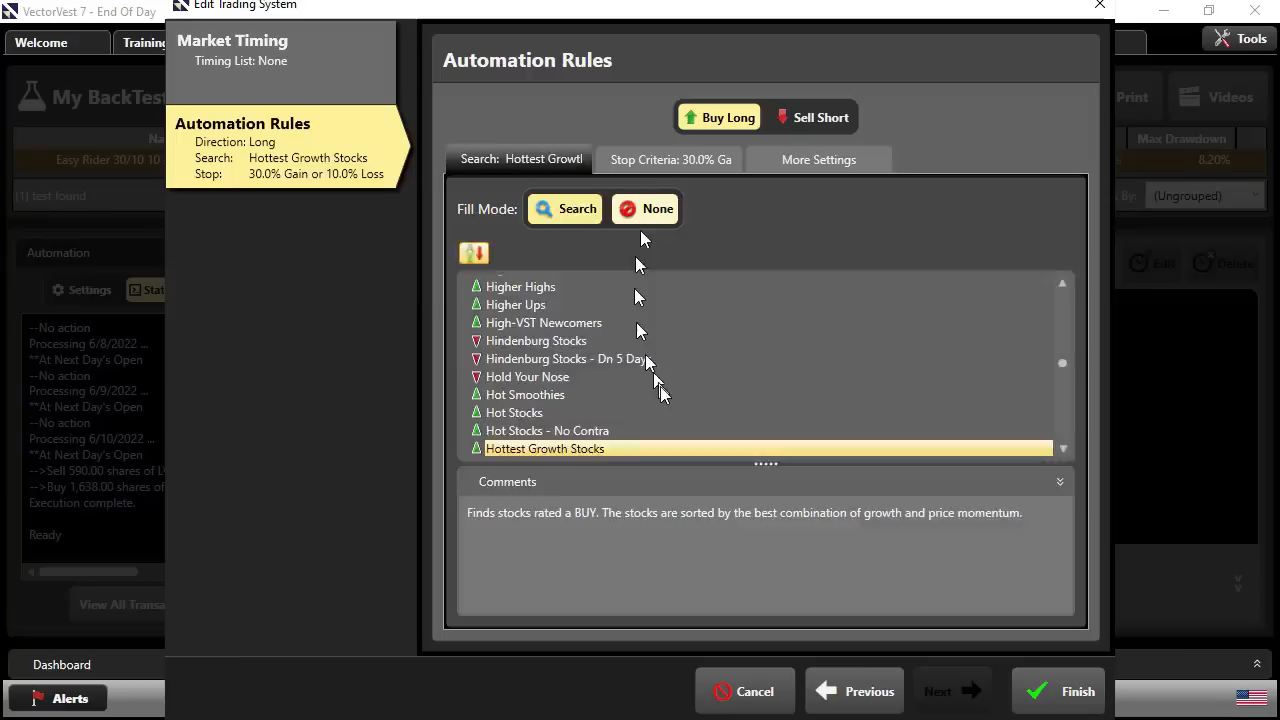 VectorVest 7 - End Of Day
Edit Trading System
Welcome
Training
Tools
My BackTest
Print
Videos
Na
Max Drawdown
Easy Rider 30/10 10
8.20%
[1] test found
By:
(Ungrouped)
Automation
Settings
Stat
Edit
Delete
--No action
Processing 6/8/2022 ...
**At Next Day's Open
--No action
Processing 6/9/2022 ...
**At Next Day's Open
--No action
Processing 6/10/2022 ...
**At Next Day's Open
-->Sell 590.00 shares of L
-->Buy 1,638.00 shares of
Execution complete.
Ready
View All Transa
Dashboard
Alerts
Market Timing
Timing List: None
Automation Rules
Direction: Long
Search: Hottest Growth Stocks
Stop: 30.0% Gain or 10.0% Loss
Automation Rules
Buy Long
Sell Short
Search: Hottest Growtl
Stop Criteria: 30.0% Ga
More Settings
Fill Mode:
Search
None
Higher Highs
Higher Ups
High-VST Newcomers
Hindenburg Stocks
Hindenburg Stocks - Dn 5 Day
Hold Your Nose
Hot Smoothies
Hot Stocks
Hot Stocks - No Contra
Hottest Growth Stocks
Comments
Finds stocks rated a BUY. The stocks are sorted by the best combination of growth and price momentum.
Cancel
Previous
Next
Finish